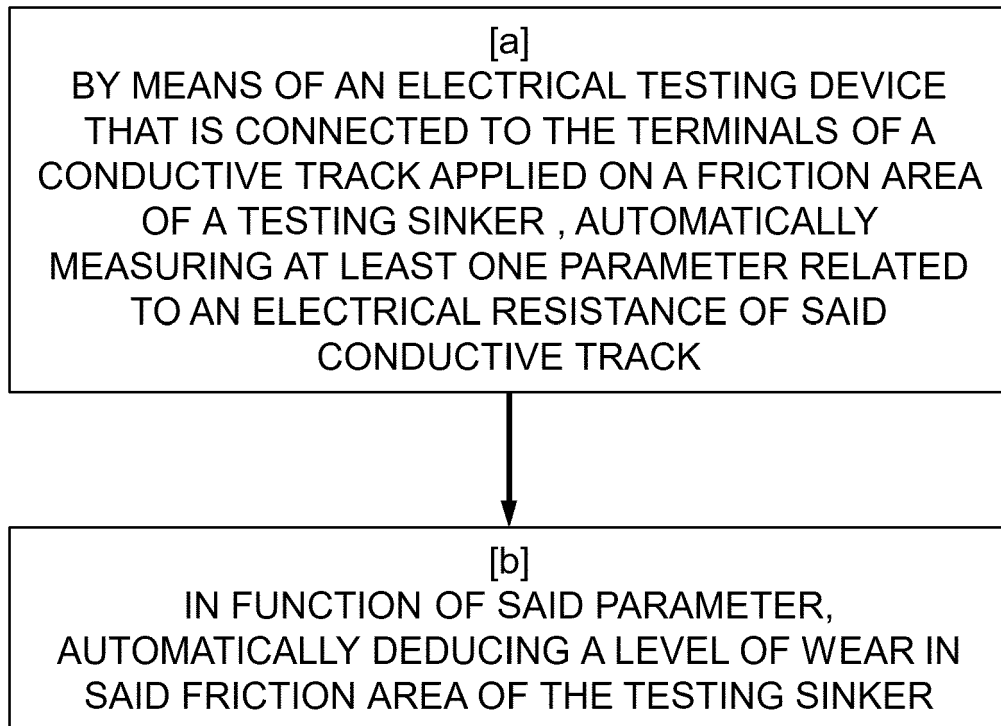 [a]
BY MEANS OF AN ELECTRICAL TESTING DEVICE
THAT IS CONNECTED TO THE TERMINALS OF A
CONDUCTIVE TRACK APPLIED ON A FRICTION AREA
OF A TESTING SINKER , AUTOMATICALLY
MEASURING AT LEAST ONE PARAMETER RELATED
TO AN ELECTRICAL RESISTANCE OF SAID
CONDUCTIVE TRACK
[b]
IN FUNCTION OF SAID PARAMETER,
AUTOMATICALLY DEDUCING A LEVEL OF WEAR IN
SAID FRICTION AREA OF THE TESTING SINKER